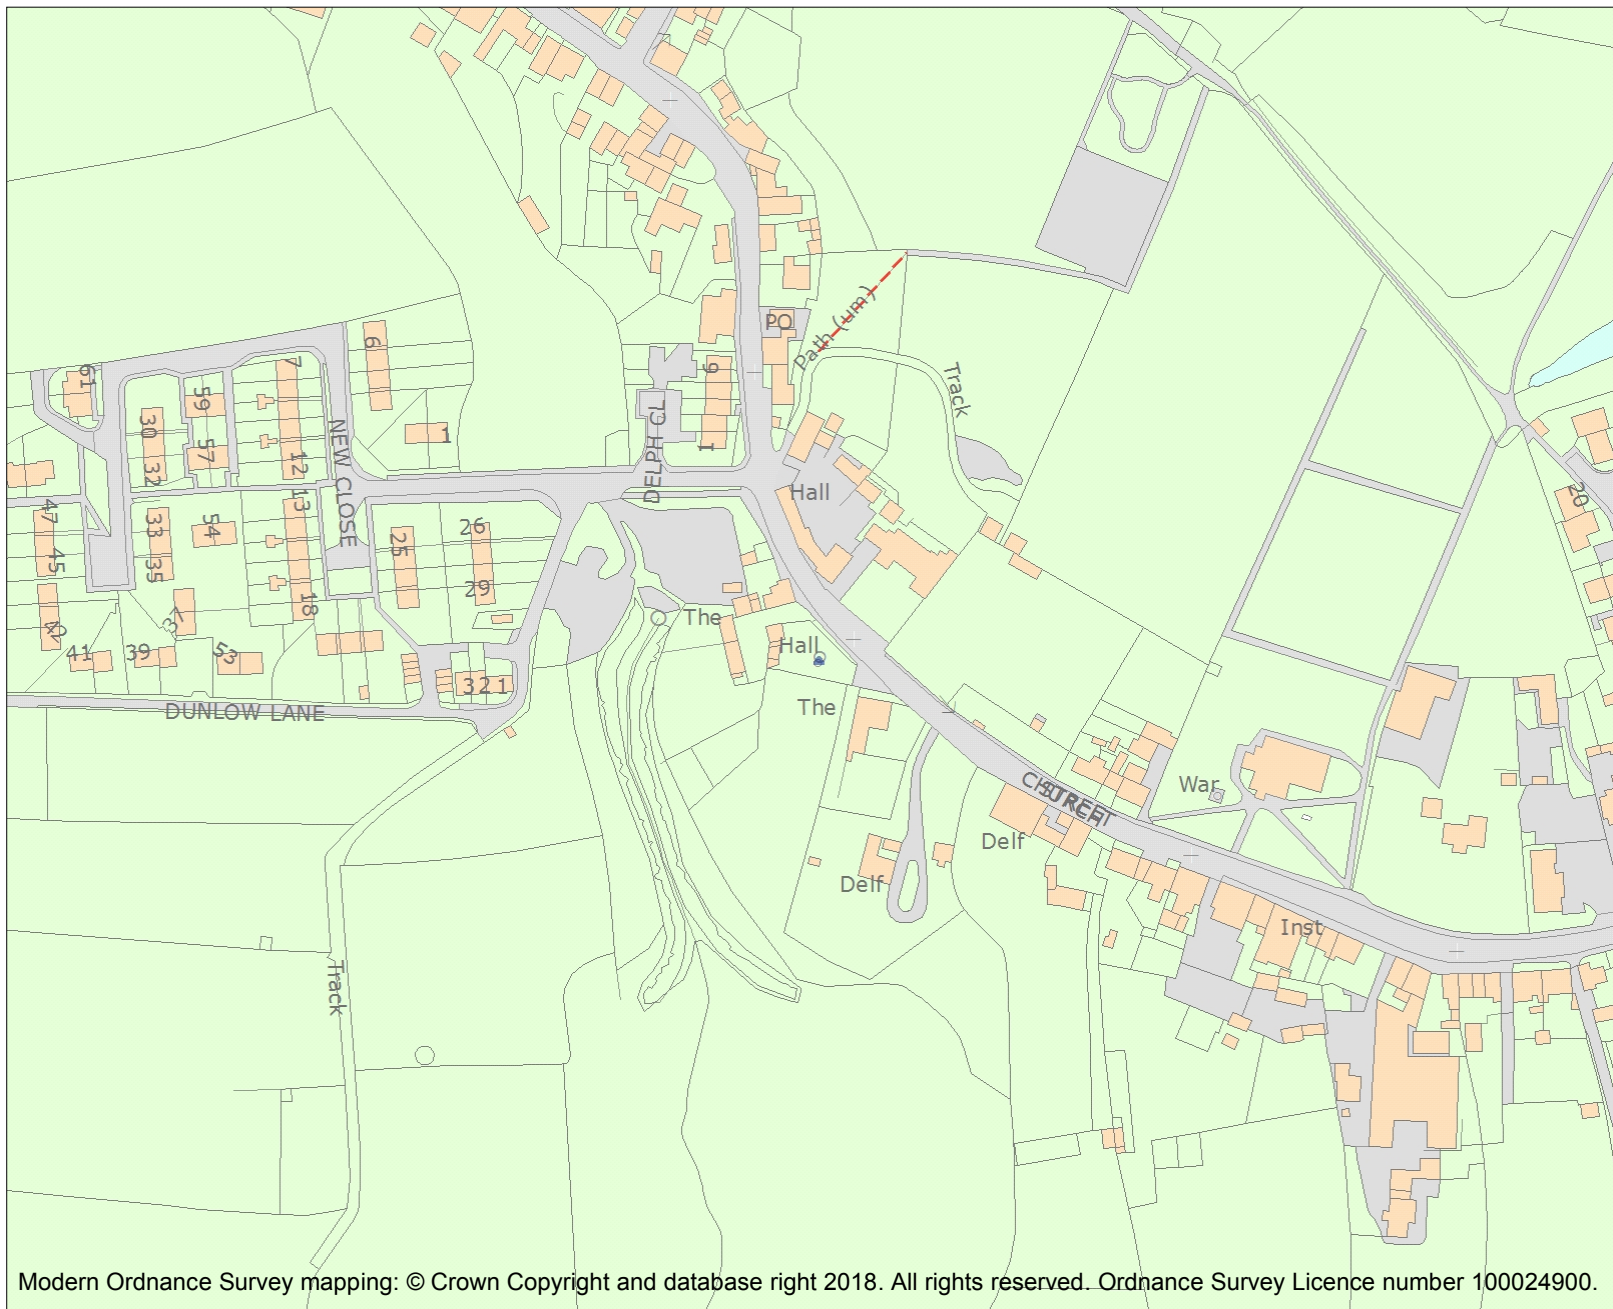 PO
Path (um)
Track
6
7
61
59
30
57
32
12
1
NEW CLOSE
DELPH CL
6
1
Hall
20
47
45
33
35
54
13
18
25
26
29
The
Hall
The
37
41
39
53
3 2 1
DUNLOW LANE
War
CHURCH
STREET
Delf
Delf
Inst
Track
Modern Ordnance Survey mapping: © Crown Copyright and database right 2018. All rights reserved. Ordnance Survey Licence number 100024900.